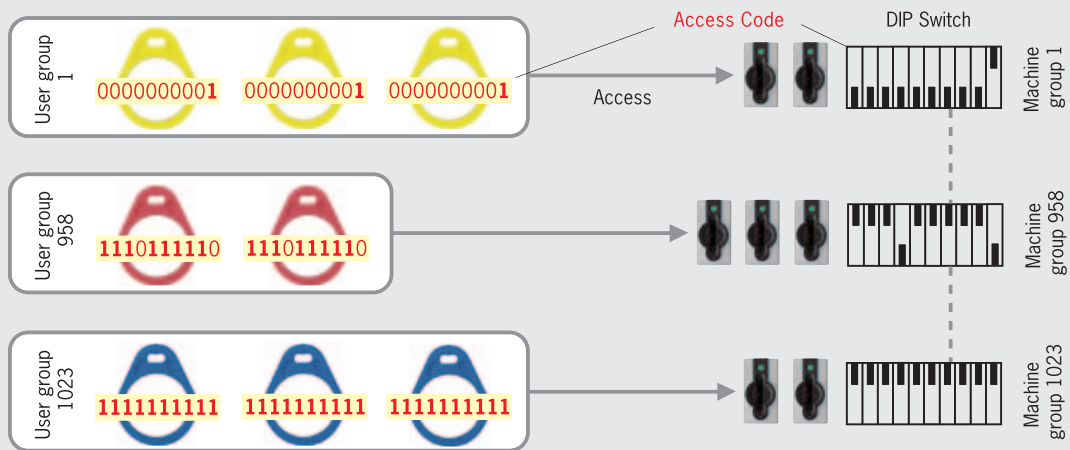 Access Code
DIP Switch
User group
1
0000000001
0000000001
0000000001
Access
Machine
group 1
User group
958
1110111110
1110111110
Machine
group 958
User group
1023
1111111111
1111111111
1111111111
Machine
group 1023